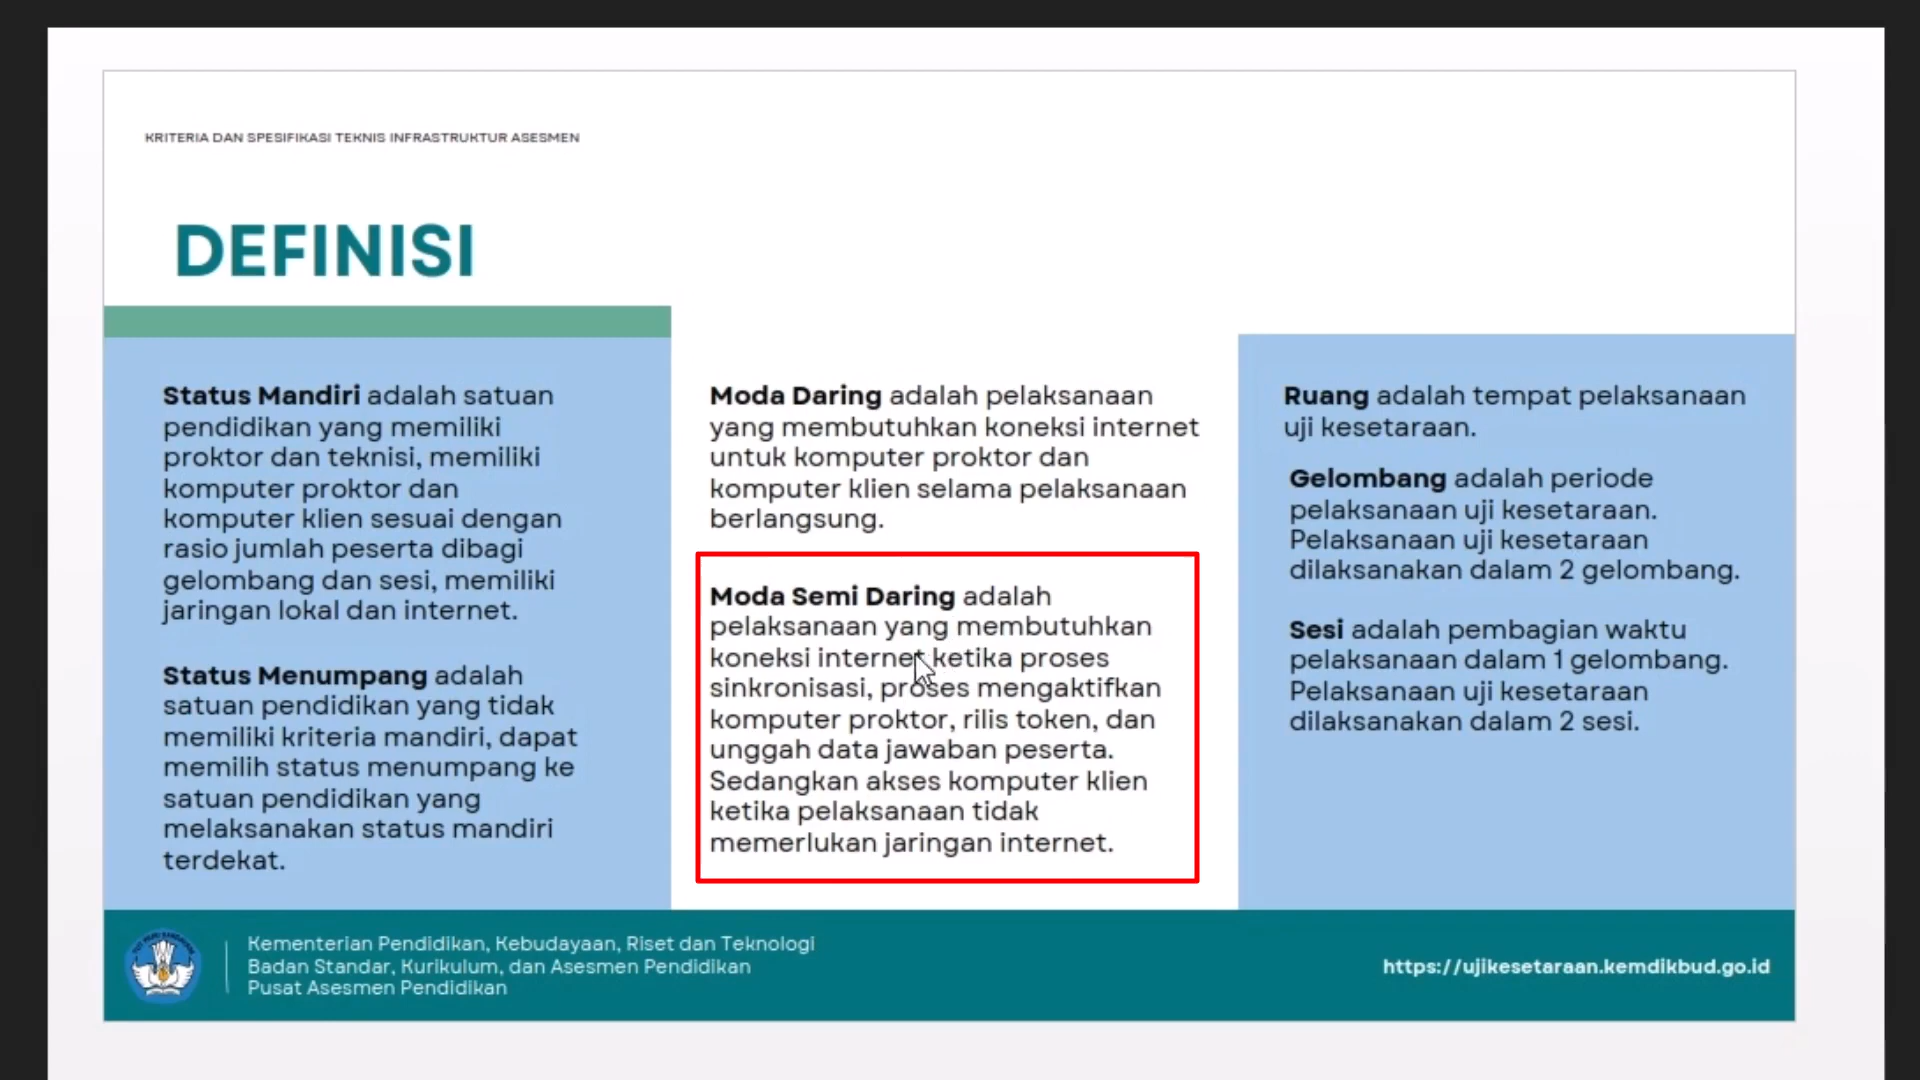 KRITERIA DAN SPESIFIKASI TEKNIS INFRASTRUKTUR ASESMEN
DEFINISI
Status Mandiri adalah satuan
pendidikan yang memiliki
proktor dan teknisi, memiliki
komputer proktor dan
komputer klien sesuai dengan
rasio jumlah peserta dibagi
gelombang dan sesi, memiliki
jaringan lokal dan internet.
Status Menumpang adalah
satuan pendidikan yang tidak
memiliki kriteria mandiri, dapat
memilih status menumpang ke
satuan pendidikan yang
melaksanakan status mandiri
terdekat.
Moda Daring adalah pelaksanaan
yang membutuhkan koneksi internet
untuk komputer proktor dan
komputer klien selama pelaksanaan
berlangsung.
Moda Semi Daring adalah
pelaksanaan yang membutuhkan
koneksi internet ketika proses
sinkronisasi, proses mengaktifkan
komputer proktor, rilis token, dan
unggah data jawaban peserta.
Sedangkan akses komputer klien
ketika pelaksanaan tidak
memerlukan jaringan internet.
Ruang adalah tempat pelaksanaan
uji kesetaraan.
Gelombang adalah periode
pelaksanaan uji kesetaraan.
Pelaksanaan uji kesetaraan
dilaksanakan dalam 2 gelombang.
Sesi adalah pembagian waktu
pelaksanaan dalam 1 gelombang.
Pelaksanaan uji kesetaraan
dilaksanakan dalam 2 sesi.
Kementerian Pendidikan, Kebudayaan, Riset dan Teknologi
Badan Standar, Kurikulum, dan Asesmen Pendidikan
Pusat Asesmen Pendidikan
https://ujikesetaraan.kemdikbud.go.id